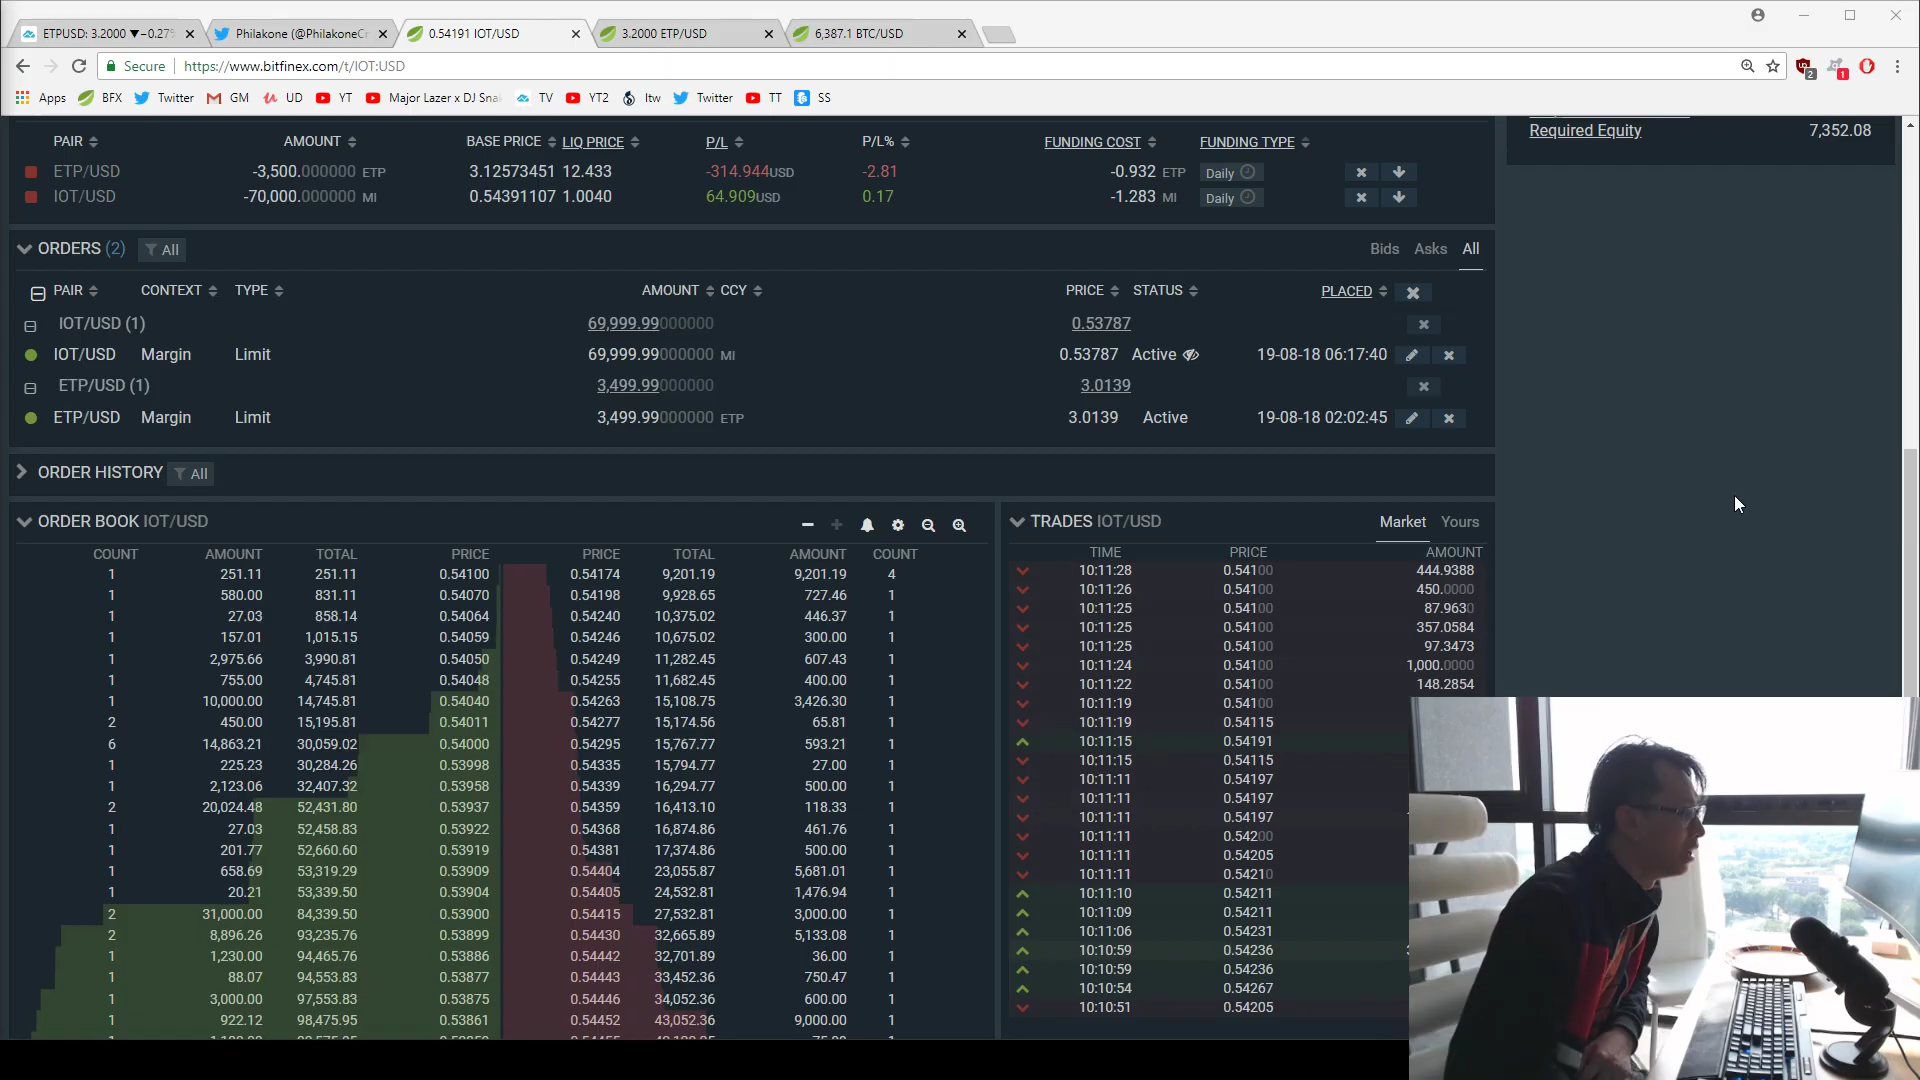 ETPUSD: 3.2000 ▼−0.27%
Philakone (@PhilakoneCr
0.54191 IOT/USD
3.2000 ETP/USD
6,387.1 BTC/USD
Secure
https://www.bitfinex.com/t/IOT:USD
2
1
Apps BFX Twitter GM UD YT Major Lazer x DJ Sna TV YT2 Itw Twitter TT SS
PAIR AMOUNT BASE PRICE LIQ PRICE P/L P/L% FUNDING COST FUNDING TYPE
ETP/USD -3,500.000000 ETP 3.12573451 12.433 -314.944USD -2.81 -0.932 ETP Daily
IOT/USD -70,000.000000 MI 0.54391107 1.0040 64.909USD 0.17 -1.283 MI Daily
Required Equity 7,352.08
ORDERS (2) All Bids Asks All
PAIR CONTEXT TYPE AMOUNT CCY PRICE STATUS PLACED
IOT/USD (1) 69,999.99000000 0.53787
IOT/USD Margin Limit 69,999.99000000 MI 0.53787 Active 19-08-18 06:17:40
ETP/USD (1) 3,499.99000000 3.0139
ETP/USD Margin Limit 3,499.99000000 ETP 3.0139 Active 19-08-18 02:02:45
ORDER HISTORY All
ORDER BOOK IOT/USD
COUNT AMOUNT TOTAL PRICE PRICE TOTAL AMOUNT COUNT
1 251.11 251.11 0.54100 0.54174 9,201.19 9,201.19 4
1 580.00 831.11 0.54070 0.54198 9,928.65 727.46 1
1 27.03 858.14 0.54064 0.54240 10,375.02 446.37 1
1 157.01 1,015.15 0.54059 0.54246 10,675.02 300.00 1
1 2,975.66 3,990.81 0.54050 0.54249 11,282.45 607.43 1
1 755.00 4,745.81 0.54048 0.54255 11,682.45 400.00 1
1 10,000.00 14,745.81 0.54040 0.54263 15,108.75 3,426.30 1
2 450.00 15,195.81 0.54011 0.54277 15,174.56 65.81 1
6 14,863.21 30,059.02 0.54000 0.54295 15,767.77 593.21 1
1 225.23 30,284.26 0.53998 0.54335 15,794.77 27.00 1
1 2,123.06 32,407.32 0.53958 0.54339 16,294.77 500.00 1
2 20,024.48 52,431.80 0.53937 0.54359 16,413.10 118.33 1
1 27.03 52,458.83 0.53922 0.54368 16,874.86 461.76 1
1 201.77 52,660.60 0.53919 0.54381 17,374.86 500.00 1
1 658.69 53,319.29 0.53909 0.54404 23,055.87 5,681.01 1
1 20.21 53,339.50 0.53904 0.54405 24,532.81 1,476.94 1
2 31,000.00 84,339.50 0.53900 0.54415 27,532.81 3,000.00 1
2 8,896.26 93,235.76 0.53899 0.54430 32,665.89 5,133.08 1
1 1,230.00 94,465.76 0.53886 0.54442 32,701.89 36.00 1
1 88.07 94,553.83 0.53877 0.54443 33,452.36 750.47 1
1 3,000.00 97,553.83 0.53875 0.54446 34,052.36 600.00 1
1 922.12 98,475.95 0.53861 0.54452 43,052.36 9,000.00 1
TRADES IOT/USD Market Yours
TIME PRICE AMOUNT
10:11:28 0.54100 444.9388
10:11:26 0.54100 450.0000
10:11:25 0.54100 87.9630
10:11:25 0.54100 357.0584
10:11:25 0.54100 97.3473
10:11:24 0.54100 1,000.0000
10:11:22 0.54100 148.2854
10:11:19 0.54100
10:11:19 0.54115
10:11:15 0.54191
10:11:15 0.54115
10:11:11 0.54197
10:11:11 0.54197
10:11:11 0.54197
10:11:11 0.54200
10:11:11 0.54205
10:11:11 0.54210
10:11:10 0.54211
10:11:09 0.54211
10:11:06 0.54231
10:10:59 0.54236
10:10:59 0.54236
10:10:54 0.54267
10:10:51 0.54205